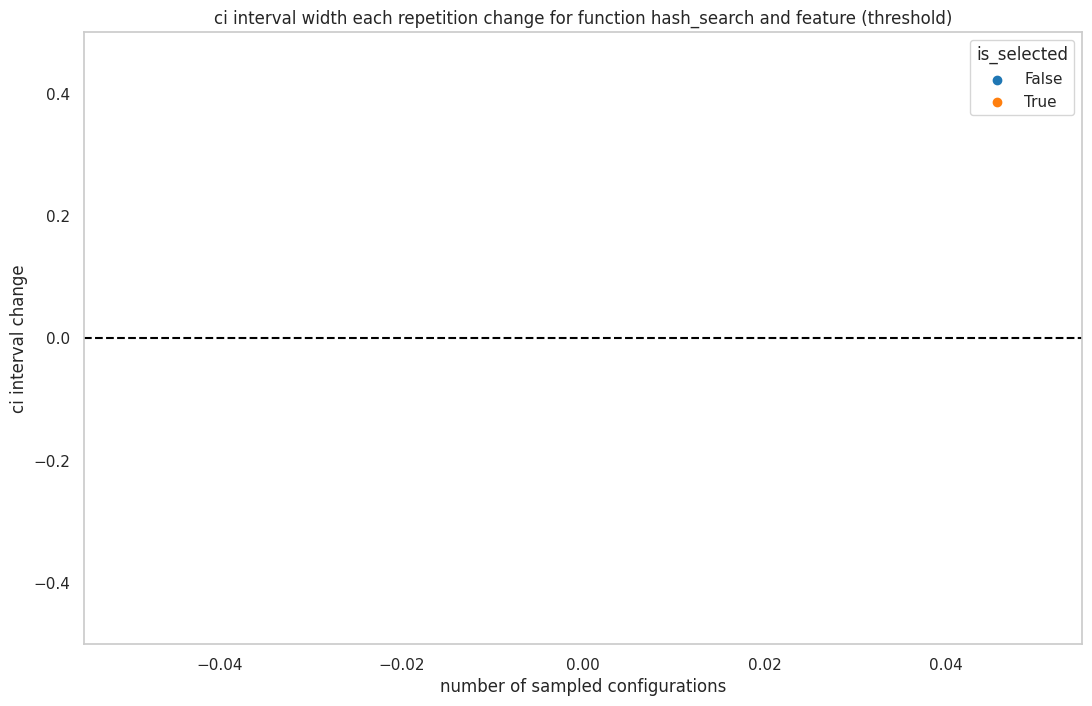 ci interval width each repetition change for function hash_search and feature (threshold)
is_selected
False
True
0.4
0.2
0.0
−0.2
−0.4
ci interval change
−0.04
−0.02
0.00
0.02
0.04
number of sampled configurations